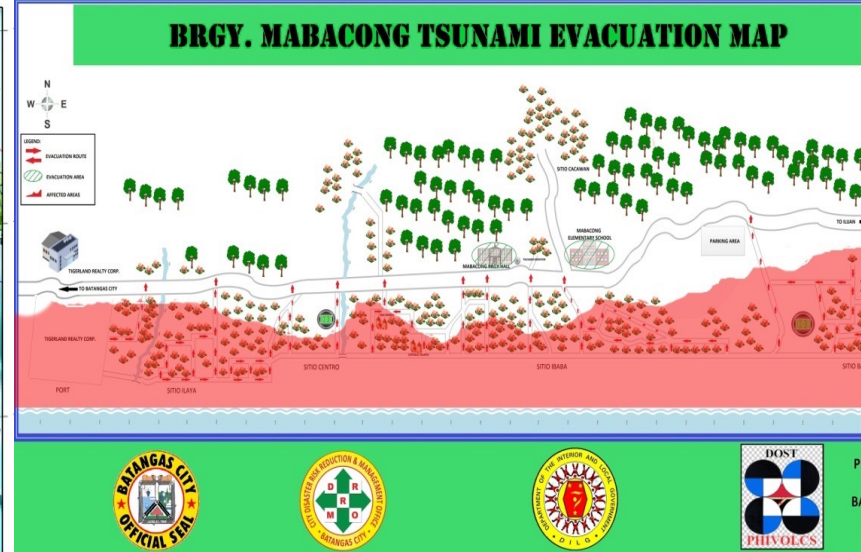 BRGY. MABACONG TSUNAMI EVACUATION MAP
N
W E
S
LEGEND:
EVACUATION ROUTE
EVACUATION AREA
AFFECTED AREAS
SITIO CACAWAN
TO ILIJAN
MABACONG
ELEMENTARY SCHOOL
PARKING AREA
MABACONG BRGY. HALL
TIGERLAND REALTY CORP.
TO BATANGAS CITY
TIGERLAND REALTY CORP.
PORT
SITIO ILAYA
SITIO CENTRO
SITIO IBABA
SITIO B
BATANGAS CITY
OFFICIAL SEAL
CITY DISASTER RISK REDUCTION & MANAGEMENT OFFICE
D R
R
M O
BATANGAS CITY
DEPARTMENT OF THE INTERIOR AND LOCAL GOVERNMENT
D I L G
DOST
PHIVOLCS
P
BA